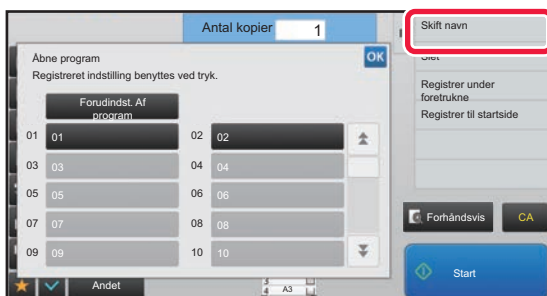 Antal kopier 1
Skift navn
Slet
Registrer under
foretrukne
Registrer til startside
Åbne program
OK
Registreret indstilling benyttes ved tryk.
Forudindst. Af
program
01 01
02 02
03 03
04 04
05 05
06 06
07 07
08 08
09 09
10 10
Forhåndsvis
CA
Start
Andet
A3